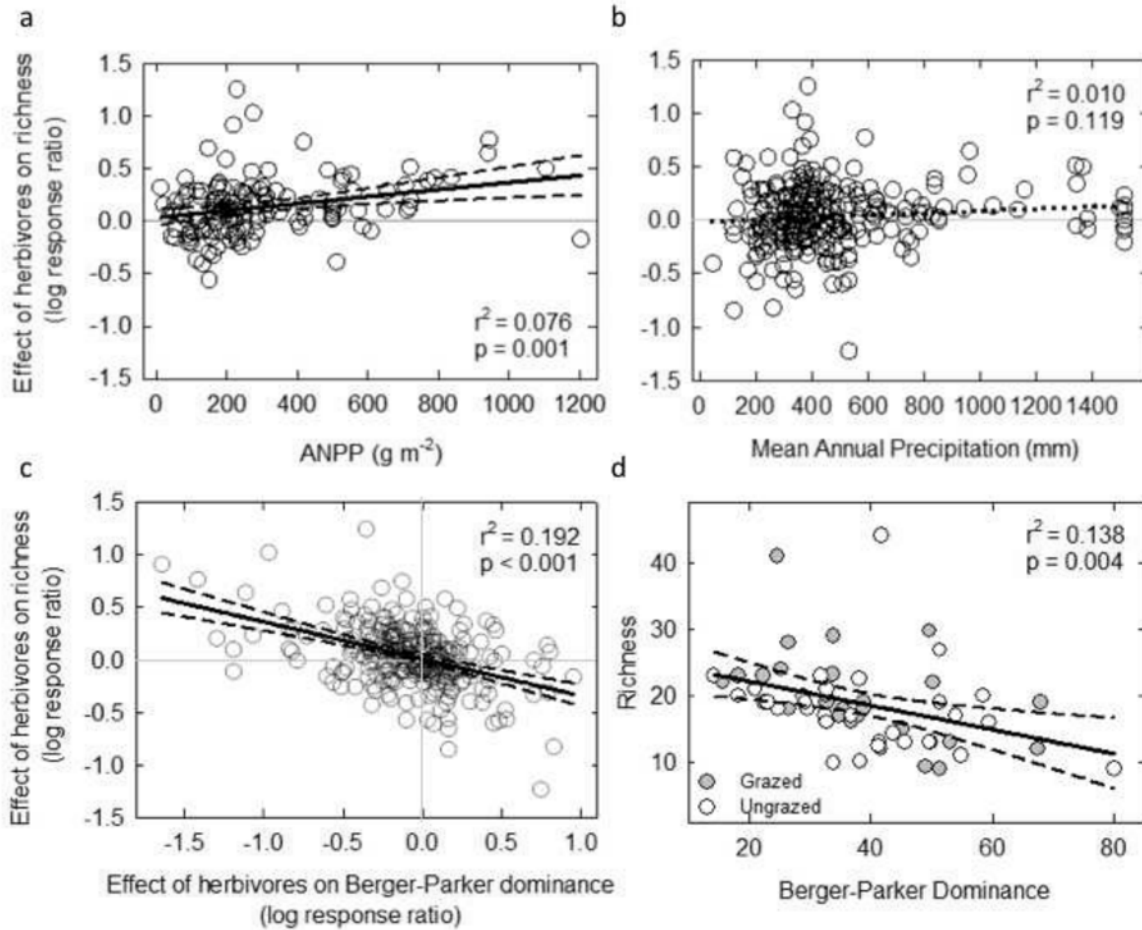 a
Effect of herbivores on richness
(log response ratio)
1.5
1.0
0.5
0.0
-0.5
-1.0
-1.5
r² = 0.076
p = 0.001
0 200 400 600 800 1000 1200
ANPP (g m⁻²)
b
1.5
1.0
0.5
0.0
-0.5
-1.0
-1.5
r² = 0.010
p = 0.119
0 200 400 600 800 1000 1200 1400
Mean Annual Precipitation (mm)
c
Effect of herbivores on richness
(log response ratio)
1.5
1.0
0.5
0.0
-0.5
-1.0
-1.5
r² = 0.192
p < 0.001
-1.5 -1.0 -0.5 0.0 0.5 1.0
Effect of herbivores on Berger-Parker dominance
(log response ratio)
d
Richness
40
30
20
10
r² = 0.138
p = 0.004
Grazed
Ungrazed
20 40 60 80
Berger-Parker Dominance